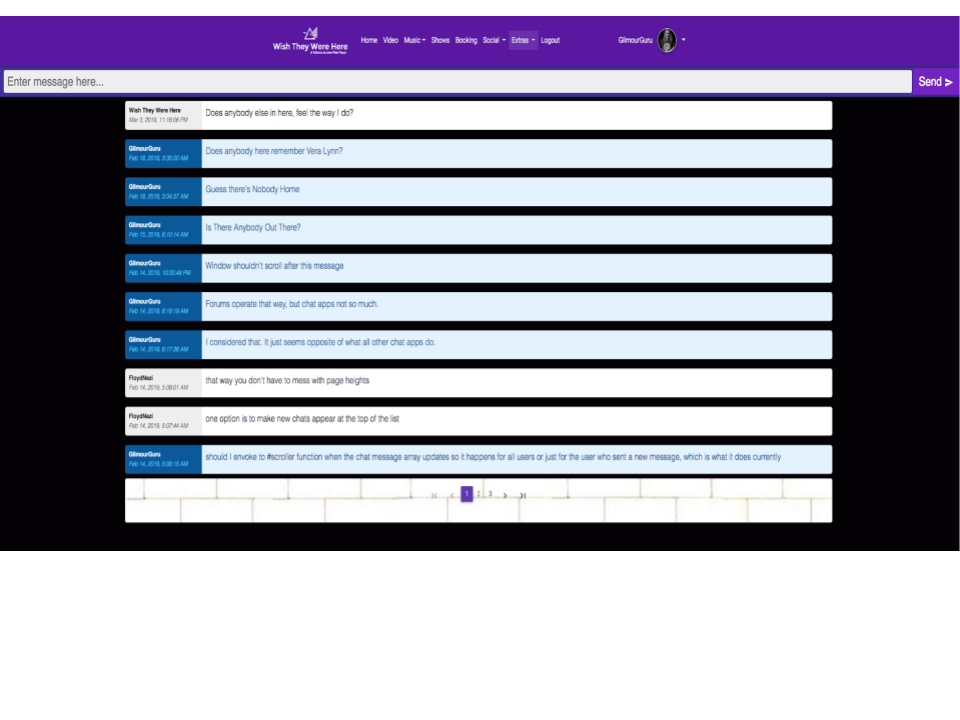 Wish They Were Here
A Tribute to Live Pink Floyd
Home Video Music Shows Booking Social Extras Logout
GilmourGuru
Enter message here...
Send >
Wish They Were Here
Mar 3, 2019, 11:16:06 PM
Does anybody else in here, feel the way I do?
GilmourGuru
Feb 18, 2019, 3:35:00 AM
Does anybody here remember Vera Lynn?
GilmourGuru
Feb 18, 2019, 3:34:37 AM
Guess there's Nobody Home
GilmourGuru
Feb 15, 2019, 6:10:14 AM
Is There Anybody Out There?
GilmourGuru
Feb 14, 2019, 10:30:48 PM
Window shouldn't scroll after this message
GilmourGuru
Feb 14, 2019, 6:18:19 AM
Forums operate that way, but chat apps not so much.
GilmourGuru
Feb 14, 2019, 6:17:36 AM
I considered that. It just seems opposite of what all other chat apps do.
FloydNazi
Feb 14, 2019, 5:08:01 AM
that way you don't have to mess with page heights
FloydNazi
Feb 14, 2019, 5:07:44 AM
one option is to make new chats appear at the top of the list
GilmourGuru
Feb 14, 2019, 5:06:15 AM
should I envoke to #scroller function when the chat message array updates so it happens for all users or just for the user who sent a new message, which is what it does currently
1 2 3